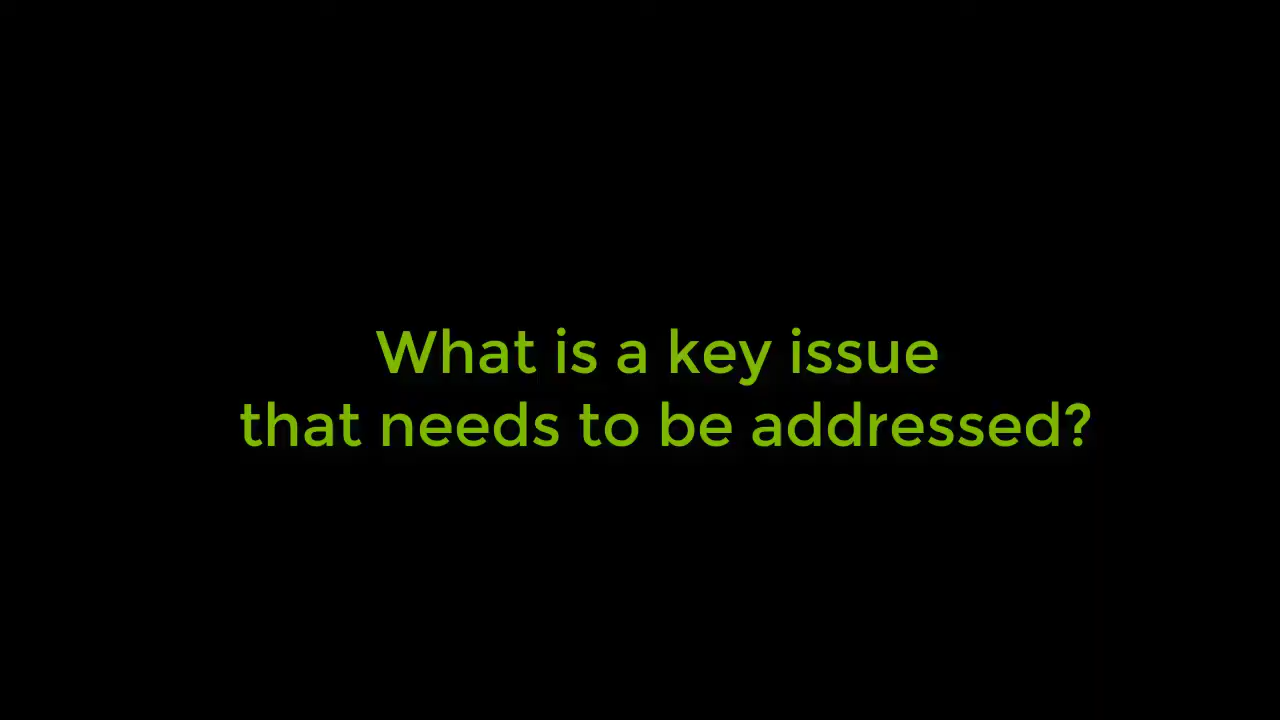 What is a key issue
that needs to be addressed?